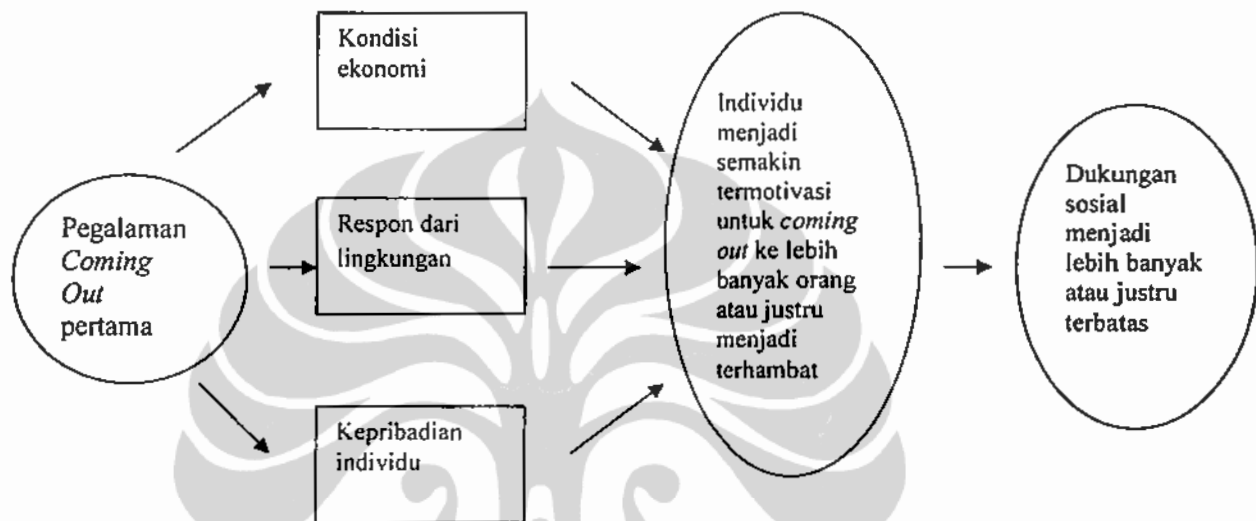 Pegalaman
Coming
Out
pertama
Kondisi
ekonomi
Respon dari
lingkungan
Kepribadian
individu
Individu
menjadi
semakin
termotivasi
untuk coming
out ke lebih
banyak orang
atau justru
menjadi
terhambat
Dukungan
sosial
menjadi
lebih banyak
atau justru
terbatas